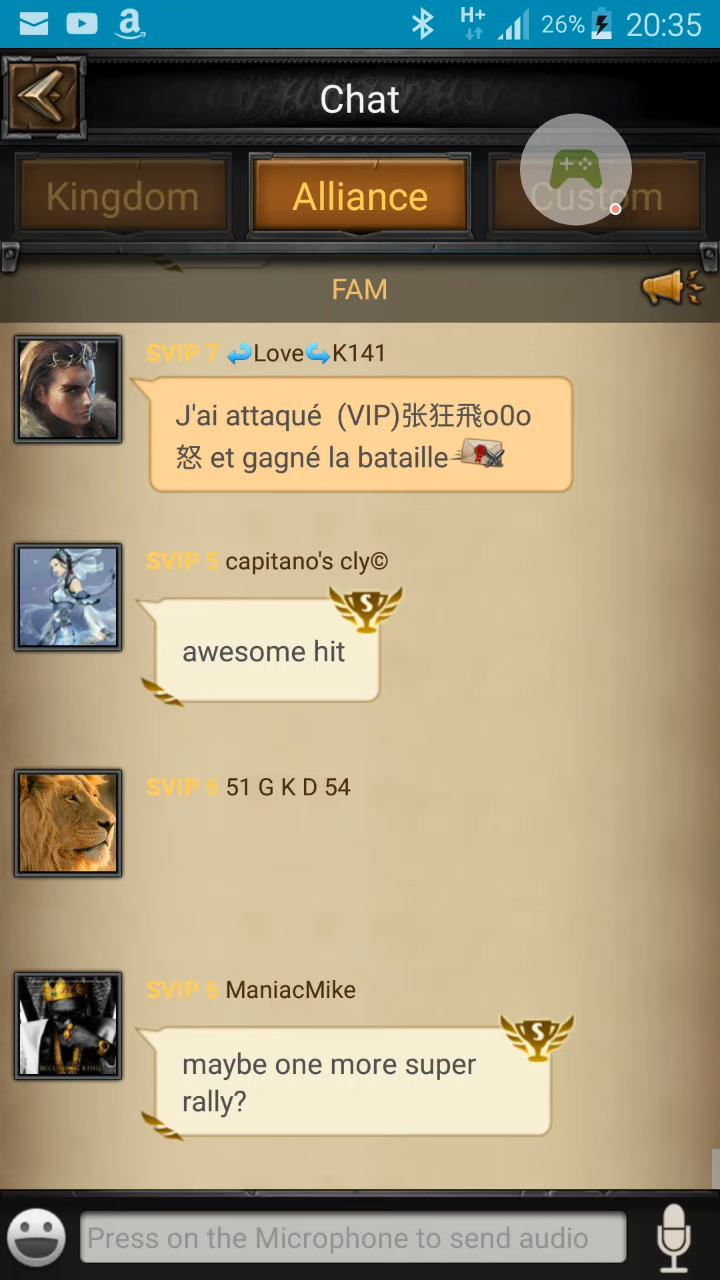 H+ 26% 20:35
Chat
Kingdom Alliance Custom
FAM
SVIP 7 ↩Love↪K141
J'ai attaqué (VIP)张狂飛o0o
怒 et gagné la bataille
SVIP 5 capitano's cly©
S
awesome hit
SVIP 6 51 G K D 54
SVIP 6 ManiacMike
S
maybe one more super
rally?
Press on the Microphone to send audio